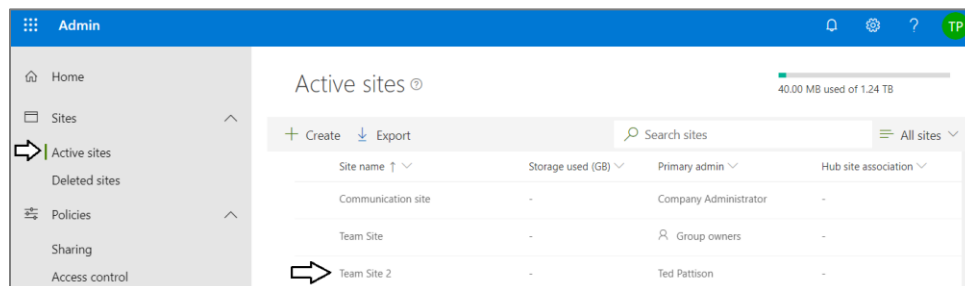 Admin
TP
Home
Sites
Active sites
Deleted sites
Policies
Sharing
Access control
Active sites
40.00 MB used of 1.24 TB
Create Export Search sites All sites
Site name ↑ Storage used (GB) Primary admin Hub site association
Communication site - Company Administrator -
Team Site - Group owners -
Team Site 2 - Ted Pattison -